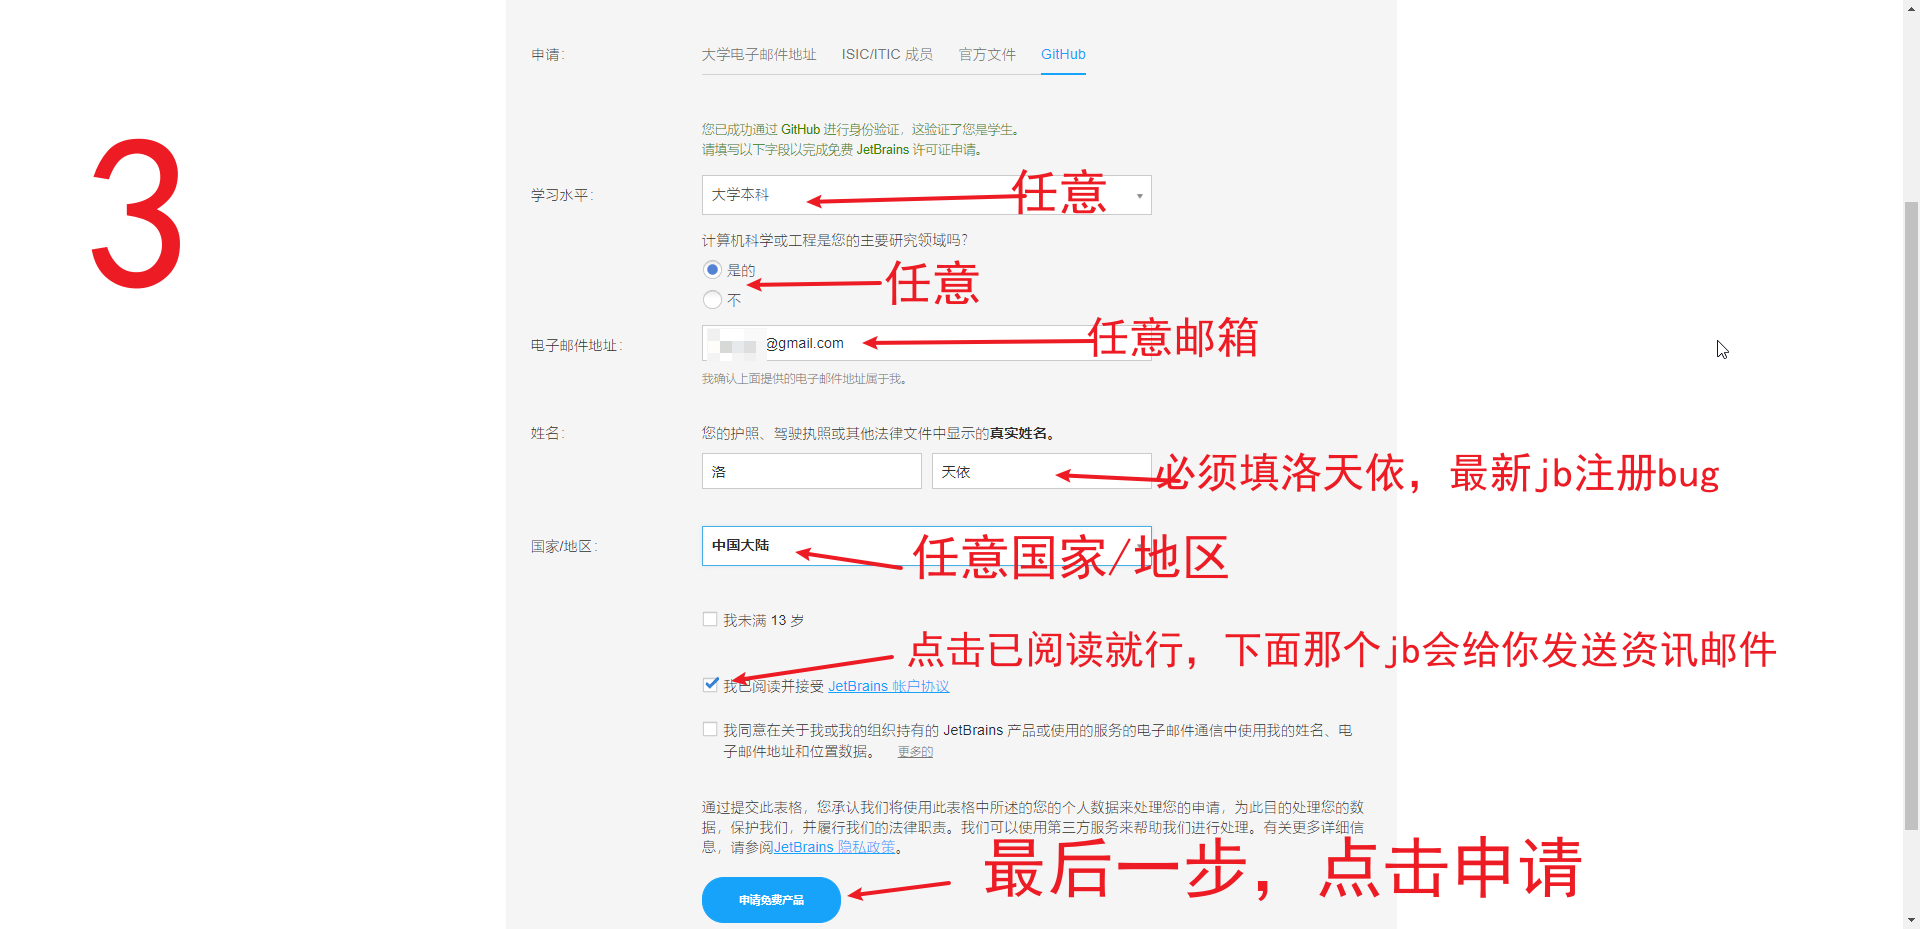 申请:
大学电子邮件地址 ISIC/ITIC 成员 官方文件 GitHub
3
您已成功通过 GitHub 进行身份验证，这验证了您是学生。
请填写以下字段以完成免费 JetBrains 许可证申请。
学习水平:
大学本科
任意
计算机科学或工程是您的主要研究领域吗?
是的
不
任意
电子邮件地址:
@gmail.com
任意邮箱
我确认上面提供的电子邮件地址属于我。
姓名:
您的护照、驾驶执照或其他法律文件中显示的真实姓名。
洛
天依
必须填洛天依，最新jb注册bug
国家/地区:
中国大陆
任意国家/地区
我未满 13 岁
点击已阅读就行，下面那个jb会给你发送资讯邮件
我已阅读并接受 JetBrains 帐户协议
我同意在关于我或我的组织持有的 JetBrains 产品或使用的服务的电子邮件通信中使用我的姓名、电
子邮件地址和位置数据。 更多的
通过提交此表格，您承认我们将使用此表格中所述的您的个人数据来处理您的申请，为此目的处理您的数
据，保护我们，并履行我们的法律职责。我们可以使用第三方服务来帮助我们进行处理。有关更多详细信
息，请参阅JetBrains 隐私政策。
最后一步，点击申请
申请免费产品